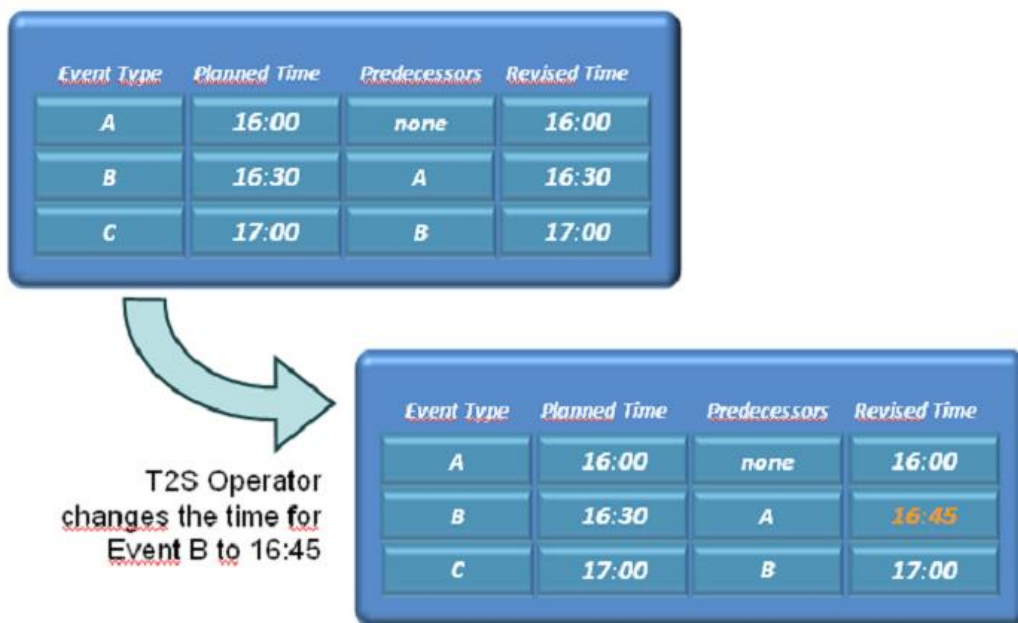 Event Type Planned Time Predecessors Revised Time
A 16:00 none 16:00
B 16:30 A 16:30
C 17:00 B 17:00
T2S Operator
changes the time for
Event B to 16:45
Event Type Planned Time Predecessors Revised Time
A 16:00 none 16:00
B 16:30 A 16:45
C 17:00 B 17:00